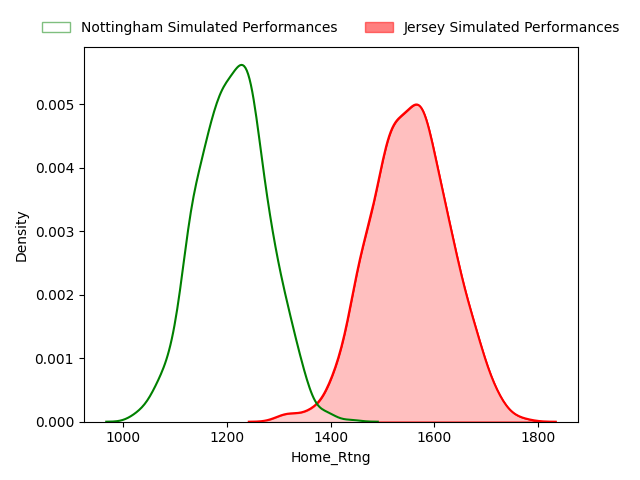 Nottingham Simulated Performances
Jersey Simulated Performances
Density
0.005
0.004
0.003
0.002
0.001
0.000
1000 1200 1400 1600 1800
Home_Rtng